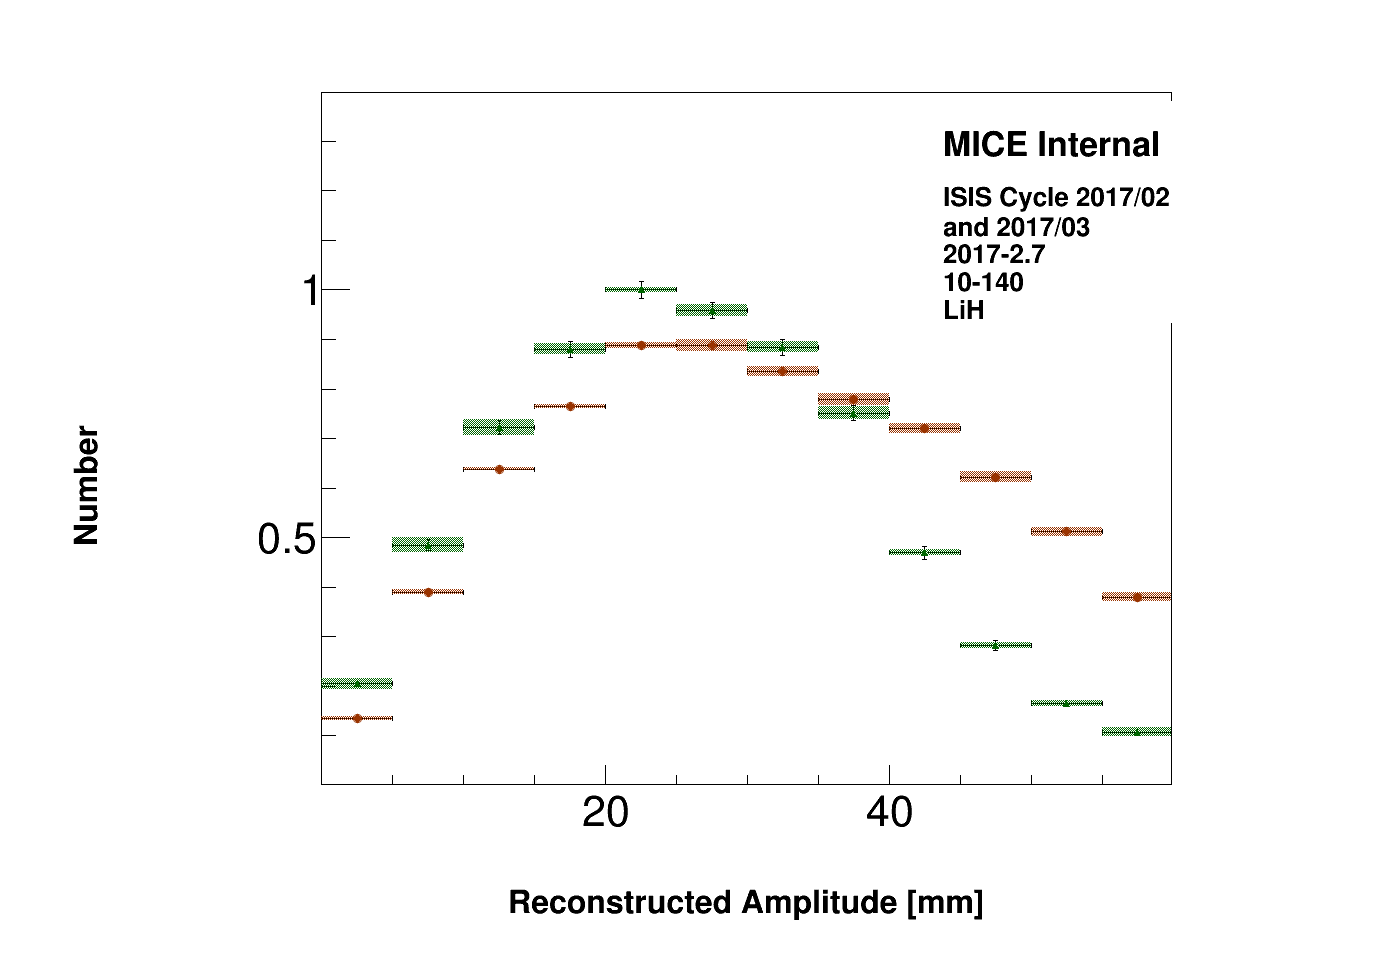 MICE Internal
ISIS Cycle 2017/02
and 2017/03
2017-2.7
10-140
LiH
1
0.5
Number
20 40
Reconstructed Amplitude [mm]